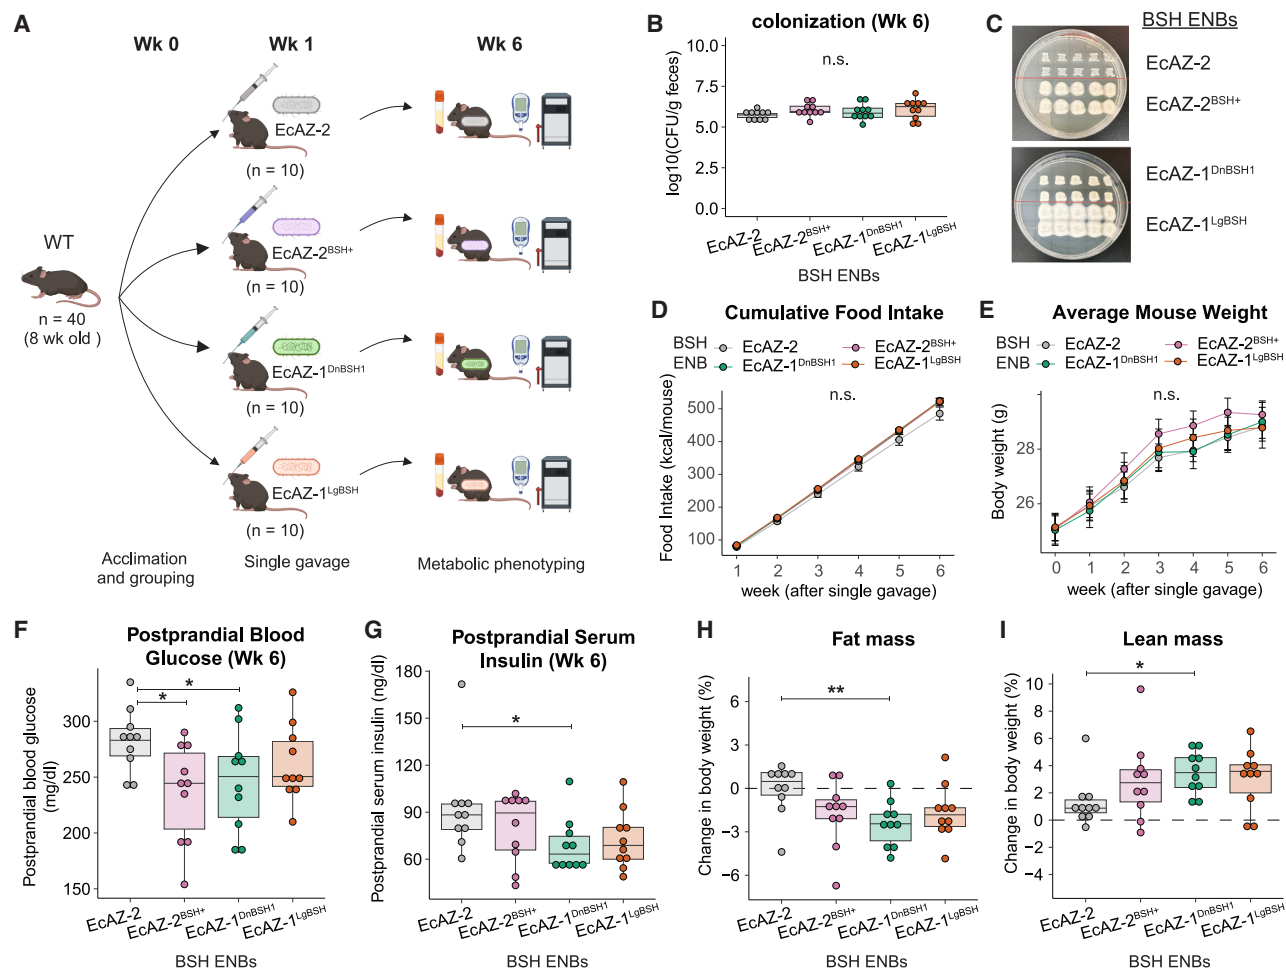 A
Wk 0
Wk 1
Wk 6
WT
n = 40
(8 wk old )
EcAZ-2
(n = 10)
EcAZ-2BSH+
(n = 10)
EcAZ-1DnBSH1
(n = 10)
EcAZ-1LgBSH
(n = 10)
Acclimation
and grouping
Single gavage
Metabolic phenotyping
B
colonization (Wk 6)
n.s.
log10(CFU/g feces)
10.0
7.5
5.0
2.5
0.0
EcAZ-2
EcAZ-2BSH+
EcAZ-1DnBSH1
EcAZ-1LgBSH
BSH ENBs
C
BSH ENBs
EcAZ-2
EcAZ-2BSH+
EcAZ-1DnBSH1
EcAZ-1LgBSH
D
Cumulative Food Intake
BSH
ENB
EcAZ-2
EcAZ-2BSH+
EcAZ-1DnBSH1
EcAZ-1LgBSH
n.s.
Food Intake (kcal/mouse)
500
400
300
200
100
1 2 3 4 5 6
week (after single gavage)
E
Average Mouse Weight
BSH
ENB
EcAZ-2
EcAZ-2BSH+
EcAZ-1DnBSH1
EcAZ-1LgBSH
n.s.
Body weight (g)
28
26
0 1 2 3 4 5 6
week (after single gavage)
F
Postprandial Blood
Glucose (Wk 6)
Postprandial blood glucose
(mg/dl)
300
250
200
150
*
*
EcAZ-2
EcAZ-2BSH+
EcAZ-1DnBSH1
EcAZ-1LgBSH
BSH ENBs
G
Postprandial Serum
Insulin (Wk 6)
Postprandial serum insulin (ng/dl)
180
150
120
90
60
*
EcAZ-2
EcAZ-2BSH+
EcAZ-1DnBSH1
EcAZ-1LgBSH
BSH ENBs
H
Fat mass
Change in body weight (%)
6
3
0
−3
−6
**
EcAZ-2
EcAZ-2BSH+
EcAZ-1DnBSH1
EcAZ-1LgBSH
BSH ENBs
I
Lean mass
Change in body weight (%)
10
8
6
4
2
0
−2
−4
*
EcAZ-2
EcAZ-2BSH+
EcAZ-1DnBSH1
EcAZ-1LgBSH
BSH ENBs